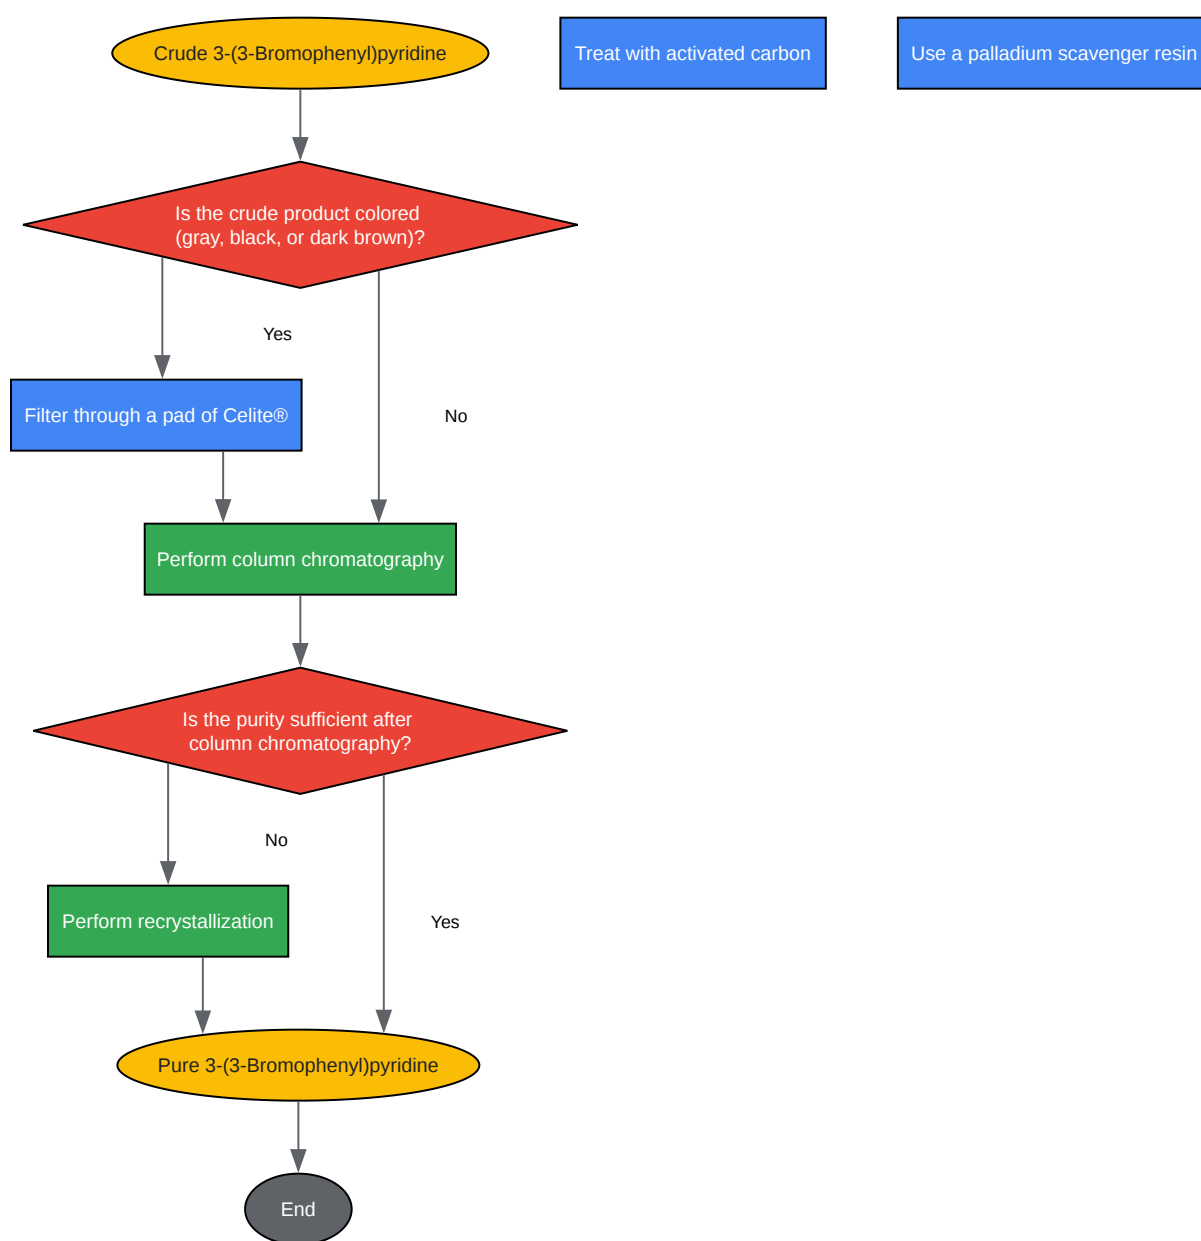 Crude 3-(3-Bromophenyl)pyridine
Treat with activated carbon
Use a palladium scavenger resin
Is the crude product colored
(gray, black, or dark brown)?
Yes
Filter through a pad of Celite®
No
Perform column chromatography
Is the purity sufficient after
column chromatography?
No
Perform recrystallization
Yes
Pure 3-(3-Bromophenyl)pyridine
End